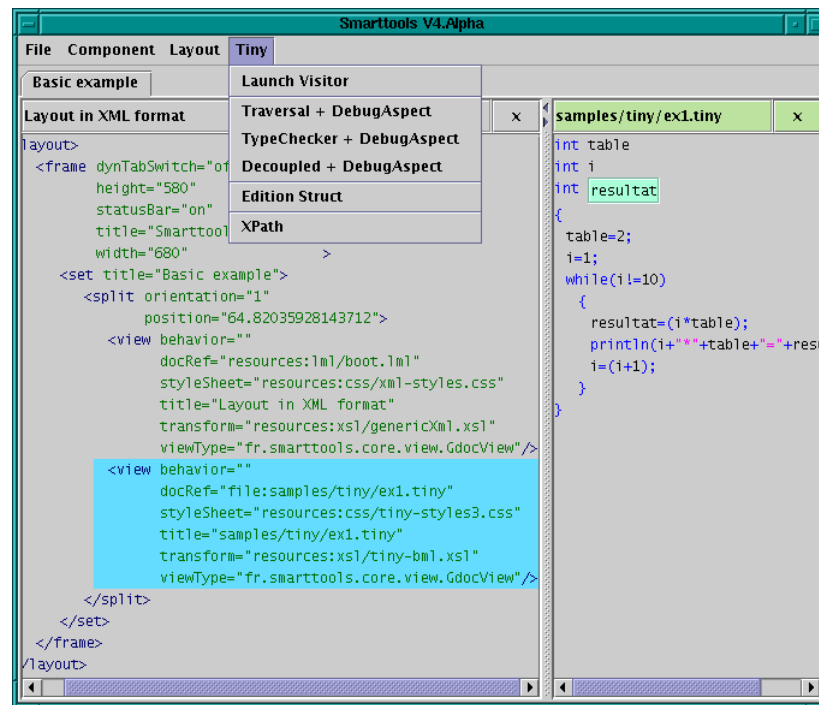 Smarttools V4.Alpha
File Component Layout Tiny
Basic example
Launch Visitor
Traversal + DebugAspect
TypeChecker + DebugAspect
Decoupled + DebugAspect
Edition Struct
XPath
Layout in XML format x
layout>
<frame dynTabSwitch="of
height="580"
statusBar="on"
title="Smarttool
width="680" >
<set title="Basic example">
<split orientation="1"
position="64.82035928143712">
<view behavior=""
docRef="resources:lml/boot.lml"
styleSheet="resources:css/xml-styles.css"
title="Layout in XML format"
transform="resources:xsl/genericXml.xsl"
viewType="fr.smarttools.core.view.GdocView"/>
<view behavior=""
docRef="file:samples/tiny/ex1.tiny"
styleSheet="resources:css/tiny-styles3.css"
title="samples/tiny/ex1.tiny"
transform="resources:xsl/tiny-bml.xsl"
viewType="fr.smarttools.core.view.GdocView"/>
</split>
</set>
</frame>
/layout>
samples/tiny/ex1.tiny x
int table
int i
int resultat
{
table=2;
i=1;
while(i!=10)
{
resultat=(i*table);
println(i+"*"+table+"="+resu
i=(i+1);
}
}